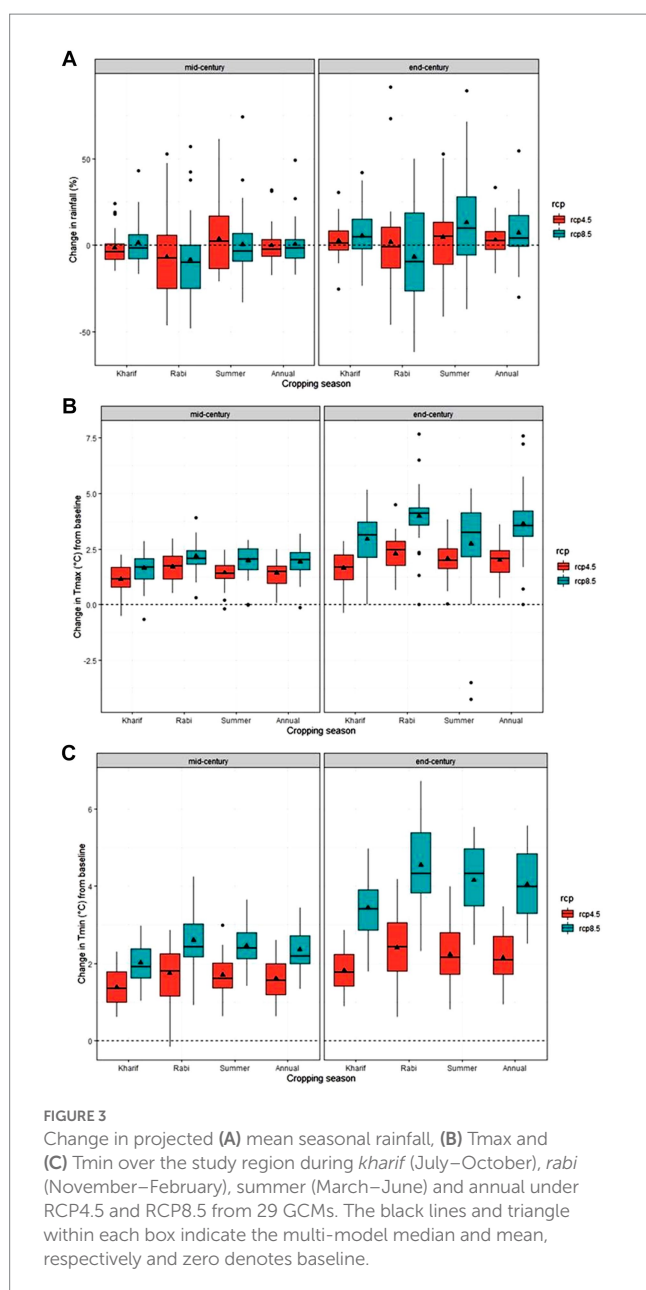 A
mid-century
end-century
Change in rainfall (%)
50
0
-50
Kharif
Rabi
Summer
Annual
Kharif
Rabi
Summer
Annual
Cropping season
rcp
rcp4.5
rcp8.5
B
mid-century
end-century
Change in Tmax (°C) from baseline
7.5
5.0
2.5
0.0
-2.5
Kharif
Rabi
Summer
Annual
Kharif
Rabi
Summer
Annual
Cropping season
rcp
rcp4.5
rcp8.5
C
mid-century
end-century
Change in Tmin (°C) from baseline
6
4
2
0
Kharif
Rabi
Summer
Annual
Kharif
Rabi
Summer
Annual
Cropping season
rcp
rcp4.5
rcp8.5
FIGURE 3
Change in projected (A) mean seasonal rainfall, (B) Tmax and
(C) Tmin over the study region during kharif (July–October), rabi
(November–February), summer (March–June) and annual under
RCP4.5 and RCP8.5 from 29 GCMs. The black lines and triangle
within each box indicate the multi-model median and mean,
respectively and zero denotes baseline.